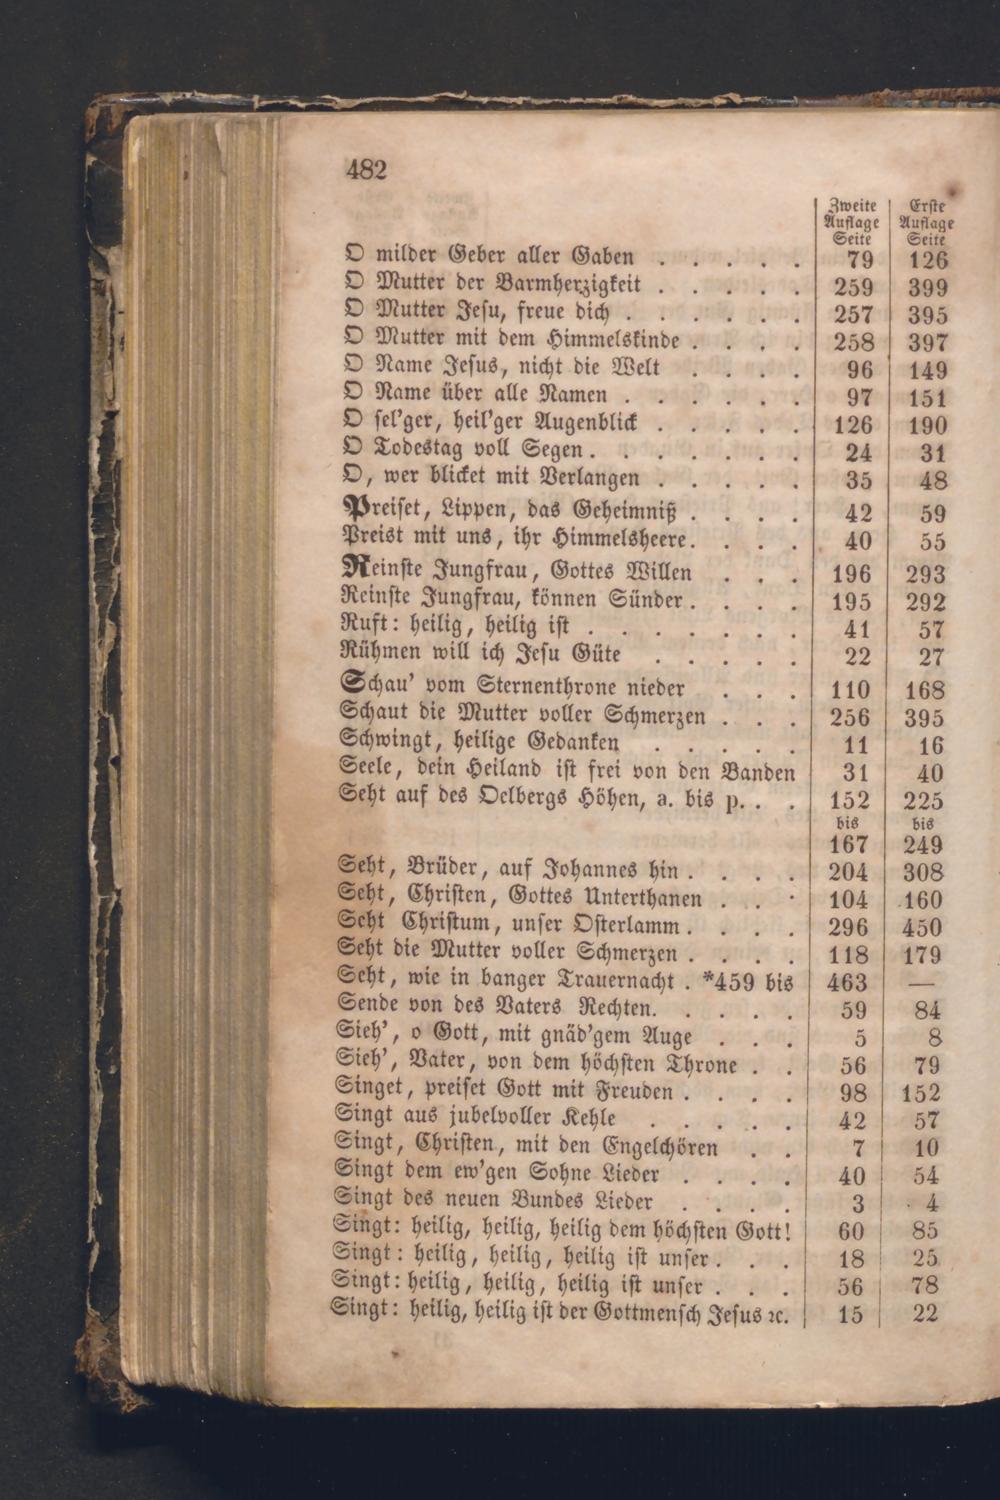 482
Zweite Auflage Seite Erste Auflage Seite
O milder Geber aller Gaben . . . . . 79 126
O Mutter der Barmherzigkeit . . . . . 259 399
O Mutter Jesu, freue dich . . . . . . 257 395
O Mutter mit dem Himmelskinde . . . . 258 397
O Name Jesus, nicht die Welt . . . . 96 149
O Name über alle Namen . . . . . . 97 151
O sel'ger, heil'ger Augenblick . . . . . 126 190
O Todestag voll Segen . . . . . . . 24 31
O, wer blicket mit Verlangen . . . . . 35 48
Preiset, Lippen, das Geheimniß . . . . 42 59
Preist mit uns, ihr Himmelsheere . . . . 40 55
Reinste Jungfrau, Gottes Willen . . . 196 293
Reinste Jungfrau, können Sünder . . . . 195 292
Ruft: heilig, heilig ist . . . . . . . 41 57
Rühmen will ich Jesu Güte . . . . . 22 27
Schau' vom Sternenthrone nieder . . . 110 168
Schaut die Mutter voller Schmerzen . . . 256 395
Schwingt, heilige Gedanken . . . . . 11 16
Seele, dein Heiland ist frei von den Banden 31 40
Seht auf des Oelbergs Höhen, a. bis p. . . 152 225
bis bis
167 249
Seht, Brüder, auf Johannes hin . . . . 204 308
Seht, Christen, Gottes Unterthanen . . . 104 160
Seht Christum, unser Osterlamm . . . . 296 450
Seht die Mutter voller Schmerzen . . . . 118 179
Seht, wie in banger Trauernacht . *459 bis 463 —
Sende von des Vaters Rechten . . . . . 59 84
Sieh', o Gott, mit gnäd'gem Auge . . . 5 8
Sieh', Vater, von dem höchsten Throne . . 56 79
Singet, preiset Gott mit Freuden . . . . 98 152
Singt aus jubelvoller Kehle . . . . . 42 57
Singt, Christen, mit den Engelchören . . 7 10
Singt dem ew'gen Sohne Lieder . . . . 40 54
Singt des neuen Bundes Lieder . . . . 3 4
Singt: heilig, heilig, heilig dem höchsten Gott! 60 85
Singt: heilig, heilig, heilig ist unser . . . 18 25
Singt: heilig, heilig, heilig ist unser . . . 56 78
Singt: heilig, heilig ist der Gottmensch Jesus ꝛc. 15 22